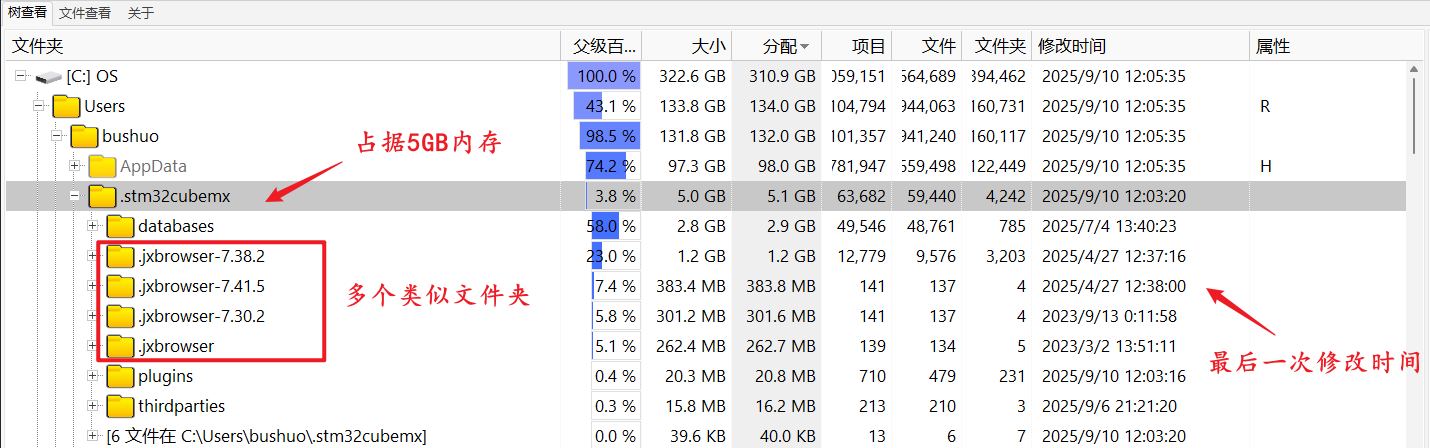 树查看 文件查看 关于
文件夹 父级百... 大小 分配 项目 文件 文件夹 修改时间 属性
[C:] OS 100.0 % 322.6 GB 310.9 GB 059,151 564,689 394,462 2025/9/10 12:05:35
Users 43.1 % 133.8 GB 134.0 GB 104,794 944,063 160,731 2025/9/10 12:05:35 R
bushuo 98.5 % 131.8 GB 132.0 GB 101,357 941,240 160,117 2025/9/10 12:05:35
占据5GB内存
AppData 74.2 % 97.3 GB 98.0 GB 781,947 559,498 122,449 2025/9/10 12:05:35 H
.stm32cubemx 3.8 % 5.0 GB 5.1 GB 63,682 59,440 4,242 2025/9/10 12:03:20
databases 58.0 % 2.8 GB 2.9 GB 49,546 48,761 785 2025/7/4 13:40:23
.jxbrowser-7.38.2 23.0 % 1.2 GB 1.2 GB 12,779 9,576 3,203 2025/4/27 12:37:16
.jxbrowser-7.41.5 7.4 % 383.4 MB 383.8 MB 141 137 4 2025/4/27 12:38:00
多个类似文件夹
.jxbrowser-7.30.2 5.8 % 301.2 MB 301.6 MB 141 137 4 2023/9/13 0:11:58
.jxbrowser 5.1 % 262.4 MB 262.7 MB 139 134 5 2023/3/2 13:51:11
最后一次修改时间
plugins 0.4 % 20.3 MB 20.8 MB 710 479 231 2025/9/10 12:03:16
thirdparties 0.3 % 15.8 MB 16.2 MB 213 210 3 2025/9/6 21:21:20
[6 文件在 C:\Users\bushuo\.stm32cubemx] 0.0 % 39.6 KB 40.0 KB 13 6 7 2025/9/10 12:03:20